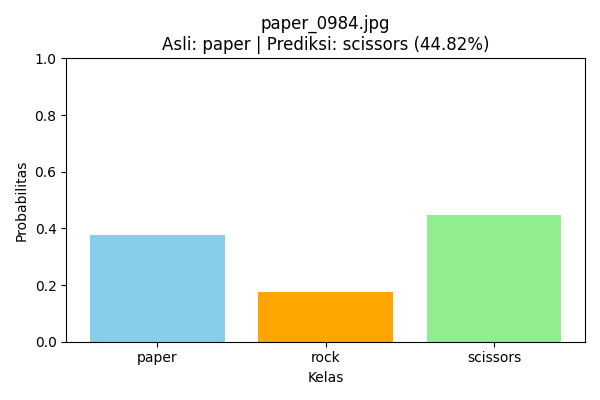 paper_0984.jpg
Asli: paper | Prediksi: scissors (44.82%)
1.0
0.8
0.6
0.4
0.2
0.0
Probabilitas
paper rock scissors
Kelas